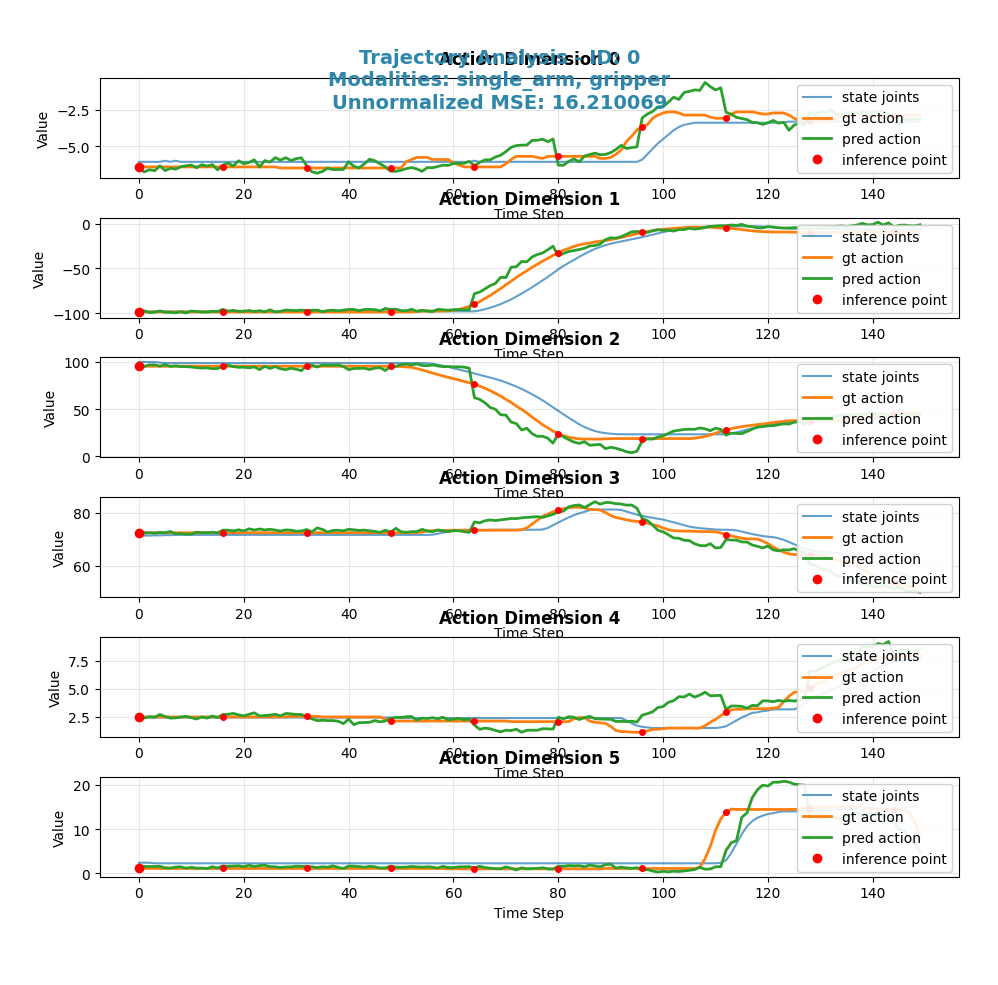 Trajectory Analysis - ID: 0
Action Dimension 0
Modalities: single_arm, gripper
Unnormalized MSE: 16.210069
Value
−2.5
−5.0
state joints
gt action
pred action
inference point
0 20 40 60 80 100 120 140
Time Step
Action Dimension 1
Value
0
−50
−100
state joints
gt action
pred action
inference point
0 20 40 60 80 100 120 140
Time Step
Action Dimension 2
Value
100
50
0
state joints
gt action
pred action
inference point
0 20 40 60 80 100 120 140
Time Step
Action Dimension 3
Value
80
60
state joints
gt action
pred action
inference point
0 20 40 60 80 100 120 140
Time Step
Action Dimension 4
Value
7.5
5.0
2.5
state joints
gt action
pred action
inference point
0 20 40 60 80 100 120 140
Time Step
Action Dimension 5
Value
20
10
0
state joints
gt action
pred action
inference point
0 20 40 60 80 100 120 140
Time Step